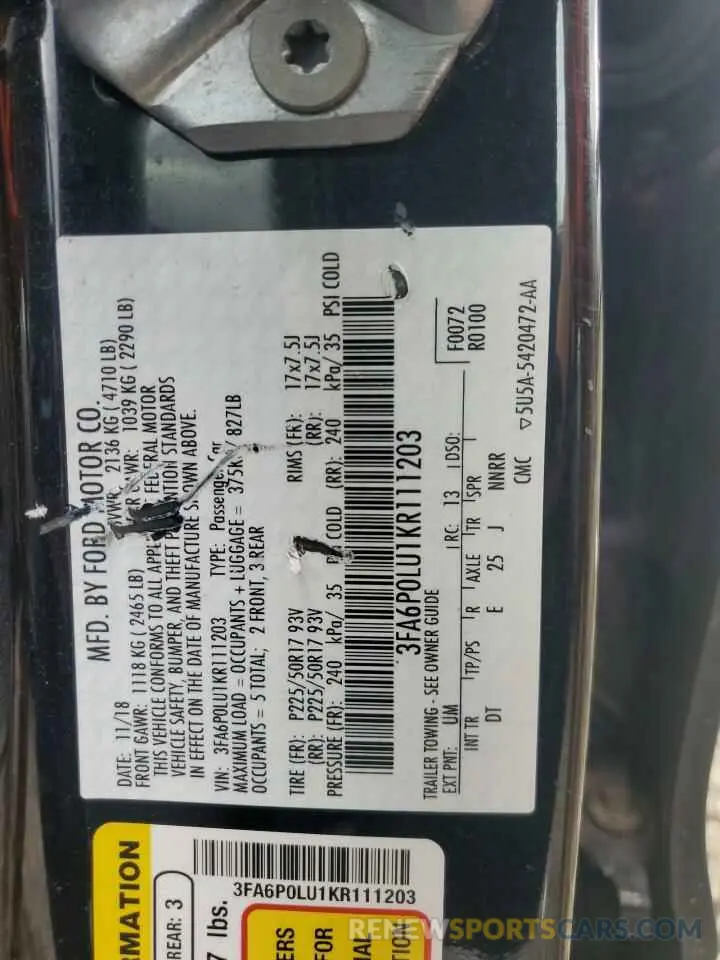 MFD. BY FORD MOTOR CO.
DATE: 11/18 GVWR: 2136 KG ( 4710 LB)
FRONT GAWR: 1118 KG ( 2465 LB) 1039 KG ( 2290 LB)
THIS VEHICLE CONFORMS TO ALL FEDERAL MOTOR
VEHICLE SAFETY, BUMPER, AND THEFT STANDARDS
IN EFFECT ON THE DATE OF MANUFACTURE ABOVE.
VIN: 3FA6P0LU1KR111203 TYPE: Passenger Car
MAXIMUM LOAD = OCCUPANTS + LUGGAGE = 827LB
OCCUPANTS = 5 TOTAL; 2 FRONT, 3 REAR
TIRE (FR): P225/50R17 93V RIMS (FR): 17x7.5J
(RR): P225/50R17 93V (RR): 17x7.5J
PRESSURE (FR): 240 kPa/ 35 COLD (RR): 240 kPa/ 35 PSI COLD
3FA6P0LU1KR111203
TRAILER TOWING - SEE OWNER GUIDE
EXT PNT: UM RC: 13 DSO: F0072
R0100
INT TR TP/PS R AXLE TR SPR
DT E 25 J NNRR
CMC ▽5U5A-5420472-AA
3FA6P0LU1KR111203
REAR: 3
lbs.
FOR
RENEWSPORTSCARS.COM